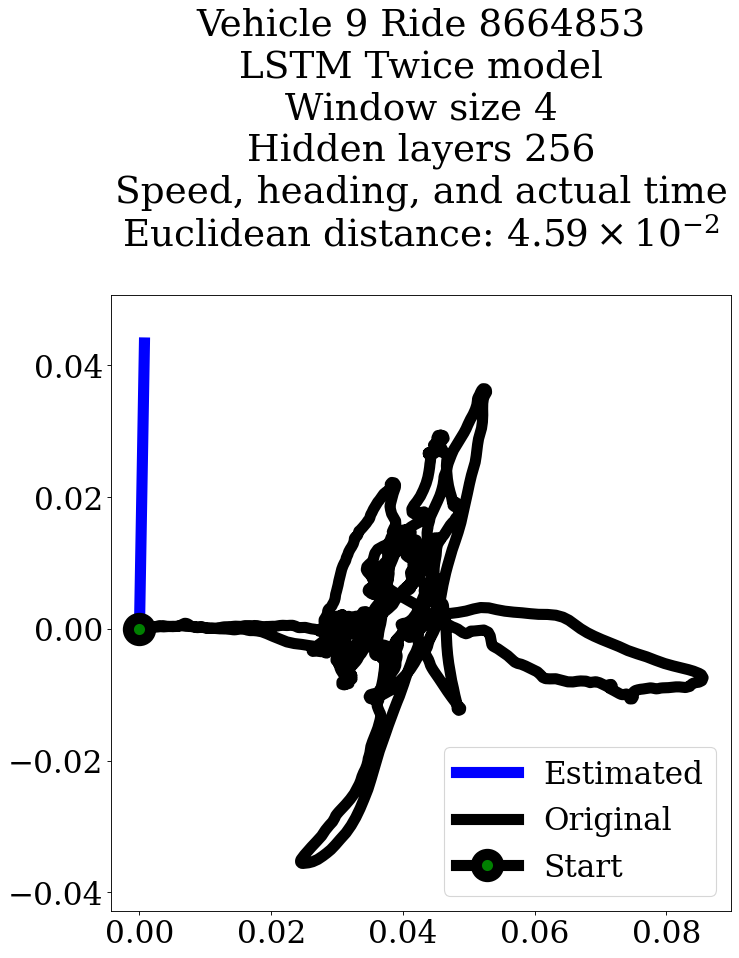 Vehicle 9 Ride 8664853
LSTM Twice model
Window size 4
Hidden layers 256
Speed, heading, and actual time
Euclidean distance: 4.59 × 10⁻²
0.04
0.02
0.00
−0.02
−0.04
Estimated
Original
Start
0.00 0.02 0.04 0.06 0.08